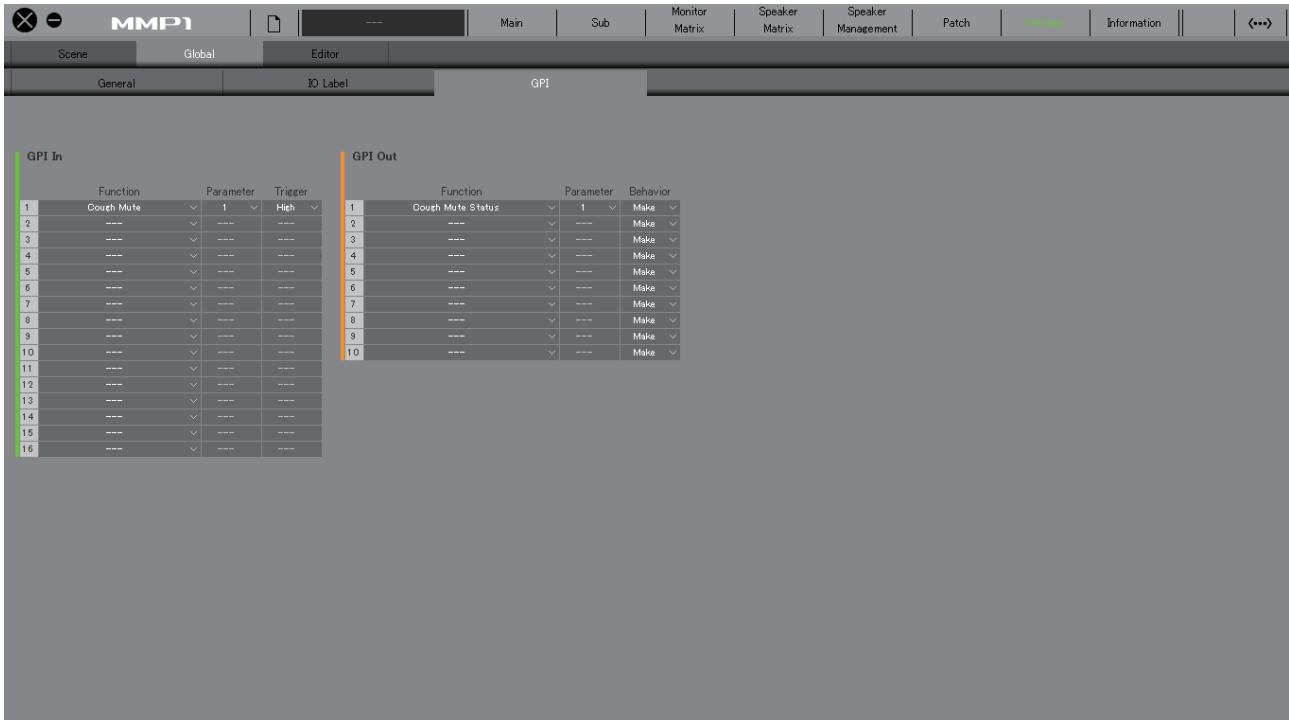 MMP1 --- Main Sub Monitor Matrix Speaker Matrix Speaker Management Patch Information
Scene Global Editor
General IO Label GPI
GPI In
Function Parameter Trigger
1 Cough Mute 1 High
2 --- --- ---
3 --- --- ---
4 --- --- ---
5 --- --- ---
6 --- --- ---
7 --- --- ---
8 --- --- ---
9 --- --- ---
10 --- --- ---
11 --- --- ---
12 --- --- ---
13 --- --- ---
14 --- --- ---
15 --- --- ---
16 --- --- ---
GPI Out
Function Parameter Behavior
1 Cough Mute Status 1 Make
2 --- --- Make
3 --- --- Make
4 --- --- Make
5 --- --- Make
6 --- --- Make
7 --- --- Make
8 --- --- Make
9 --- --- Make
10 --- --- Make